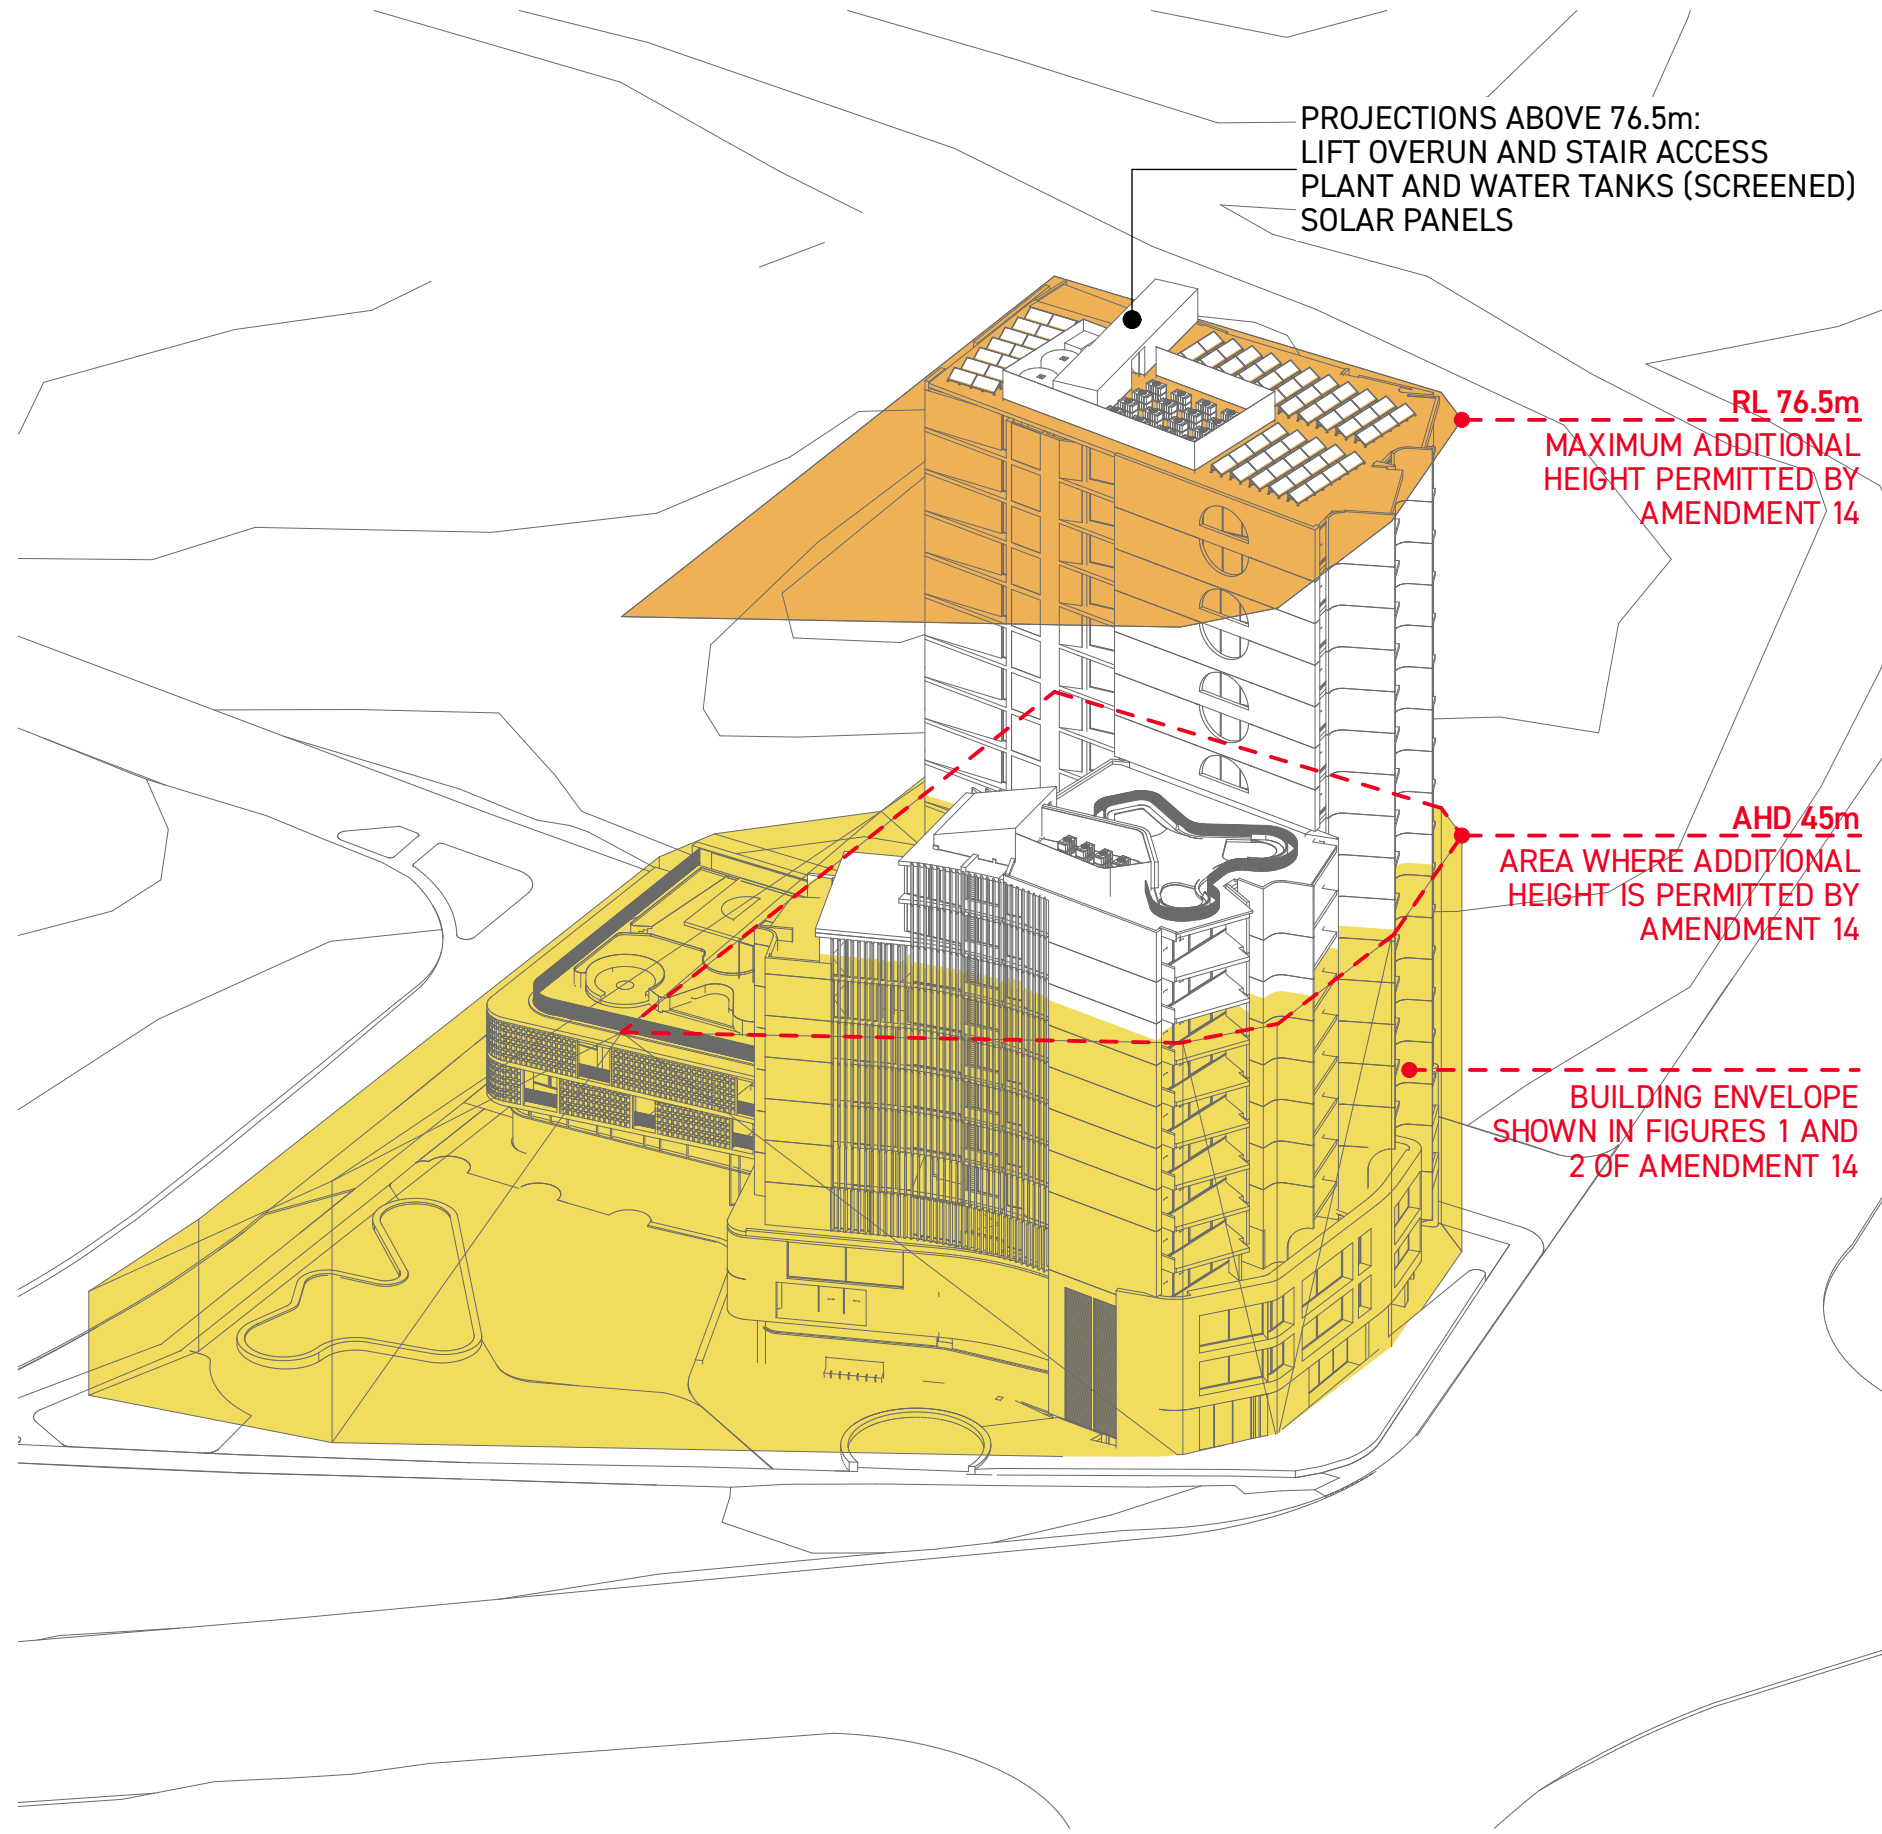 PROJECTIONS ABOVE 76.5m:
LIFT OVERUN AND STAIR ACCESS
PLANT AND WATER TANKS (SCREENED)
SOLAR PANELS
RL 76.5m
MAXIMUM ADDITIONAL
HEIGHT PERMITTED BY
AMENDMENT 14
AHD 45m
AREA WHERE ADDITIONAL
HEIGHT IS PERMITTED BY
AMENDMENT 14
BUILDING ENVELOPE
SHOWN IN FIGURES 1 AND
2 OF AMENDMENT 14